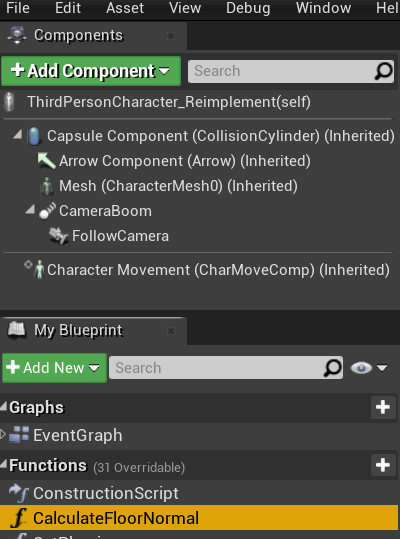 File Asset View Debug Window Hel
Components
Add Component Search
ThirdPersonCharacter_Reimplement(self)
Capsule Component (CollisionCylinder) (Inherited)
Arrow Component (Arrow) (Inherited)
Mesh (CharacterMesh0) (Inherited)
CameraBoom
FollowCamera
Character Movement (CharMoveComp) (Inherited)
My Blueprint
Add New Search
Graphs
EventGraph
Functions (31 Overridable)
ConstructionScript
CalculateFloorNormal